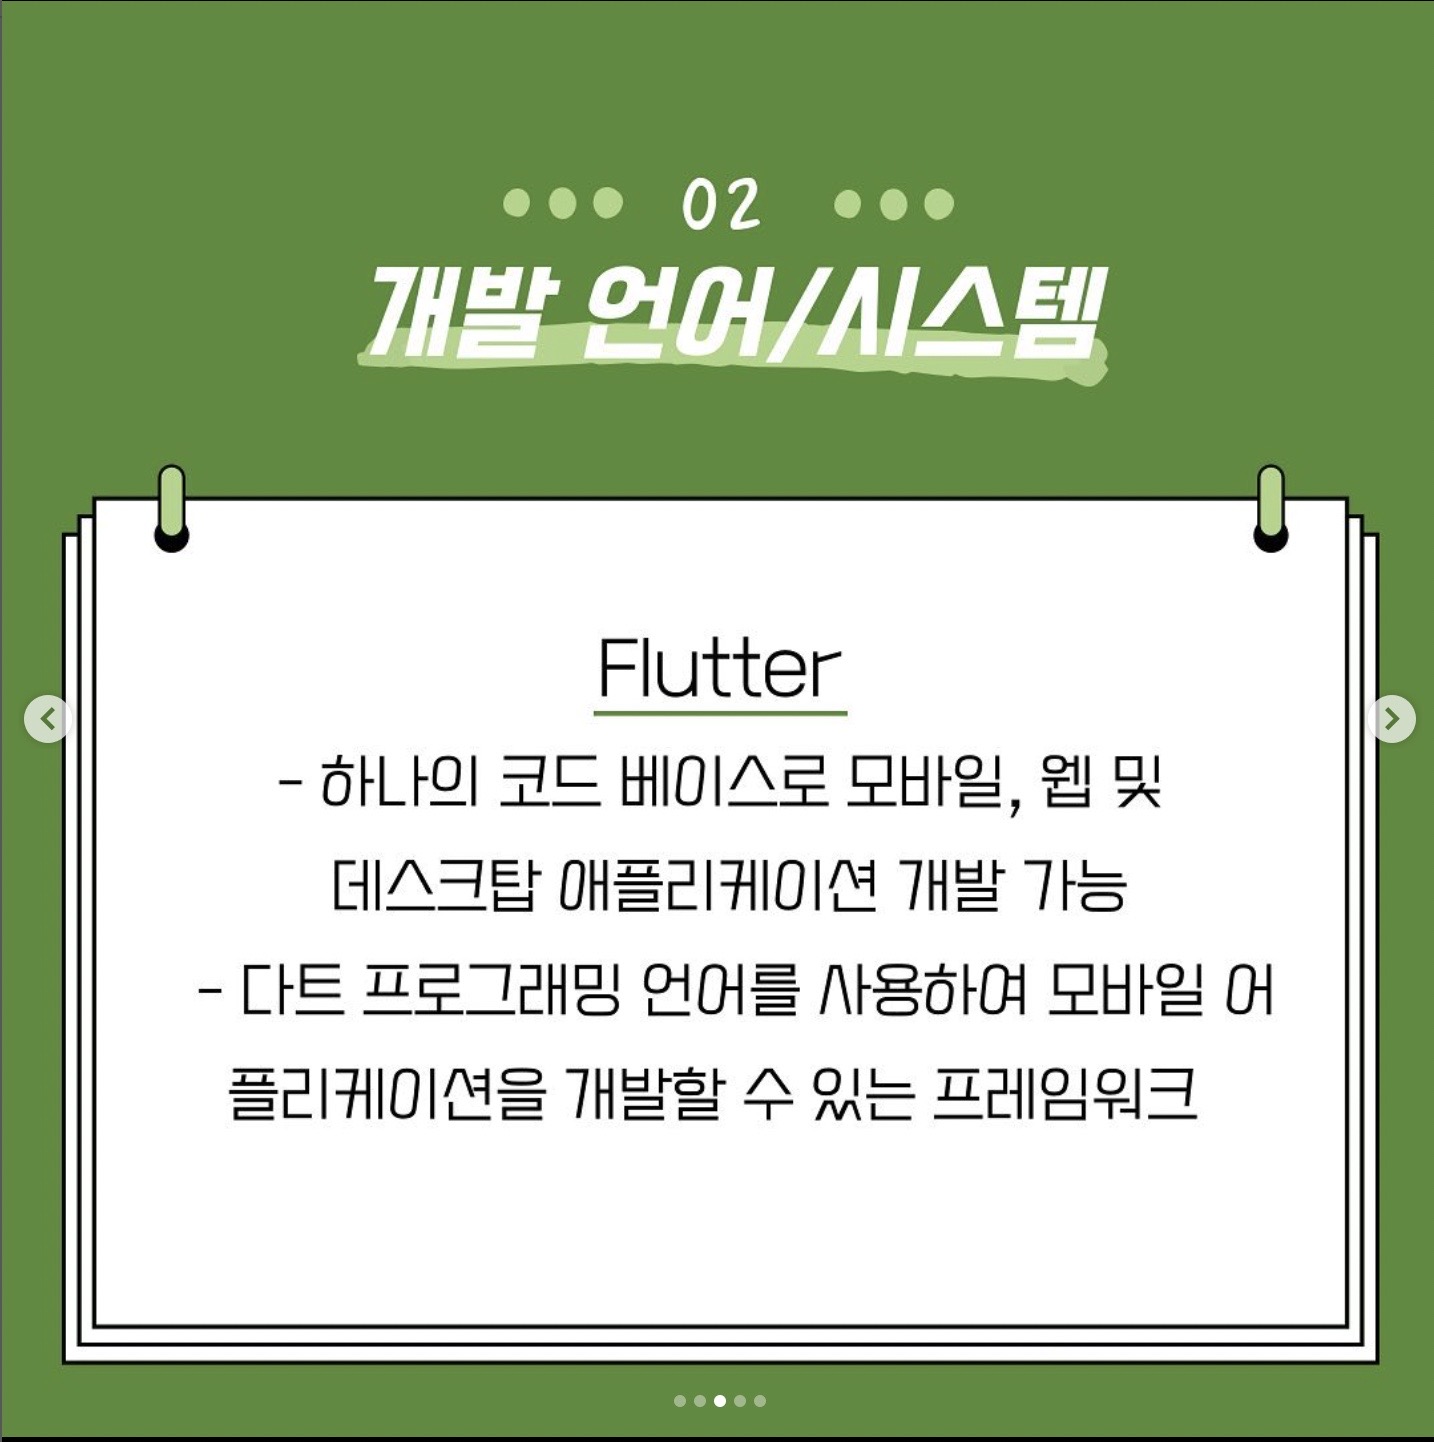 02
개발 언어/시스템
Flutter
- 하나의 코드 베이스로 모바일, 웹 및
데스크탑 애플리케이션 개발 가능
- 다트 프로그래밍 언어를 사용하여 모바일 어
플리케이션을 개발할 수 있는 프레임워크